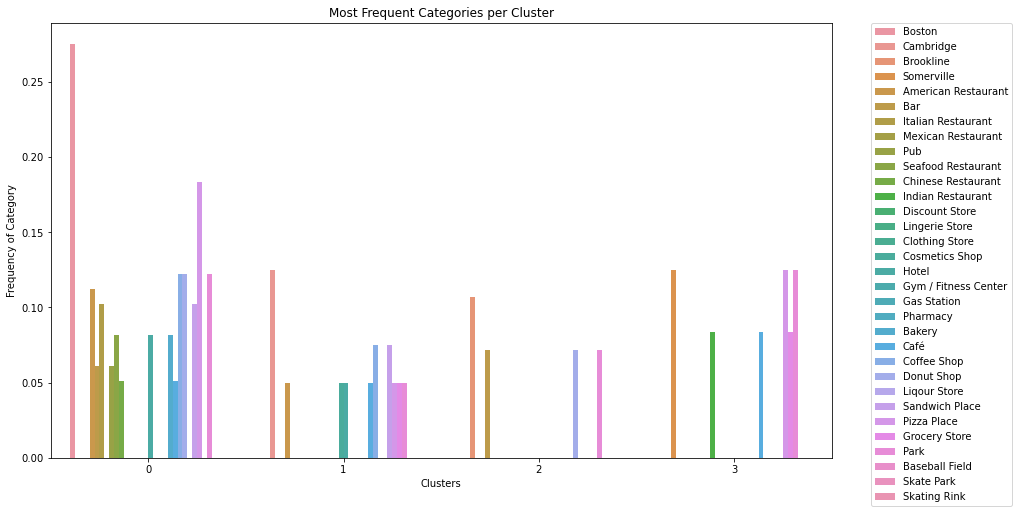 Most Frequent Categories per Cluster
Frequency of Category
0.25
0.20
0.15
0.10
0.05
0.00
0
1
2
3
Clusters
Boston
Cambridge
Brookline
Somerville
American Restaurant
Bar
Italian Restaurant
Mexican Restaurant
Pub
Seafood Restaurant
Chinese Restaurant
Indian Restaurant
Discount Store
Lingerie Store
Clothing Store
Cosmetics Shop
Hotel
Gym / Fitness Center
Gas Station
Pharmacy
Bakery
Café
Coffee Shop
Donut Shop
Liqour Store
Sandwich Place
Pizza Place
Grocery Store
Park
Baseball Field
Skate Park
Skating Rink